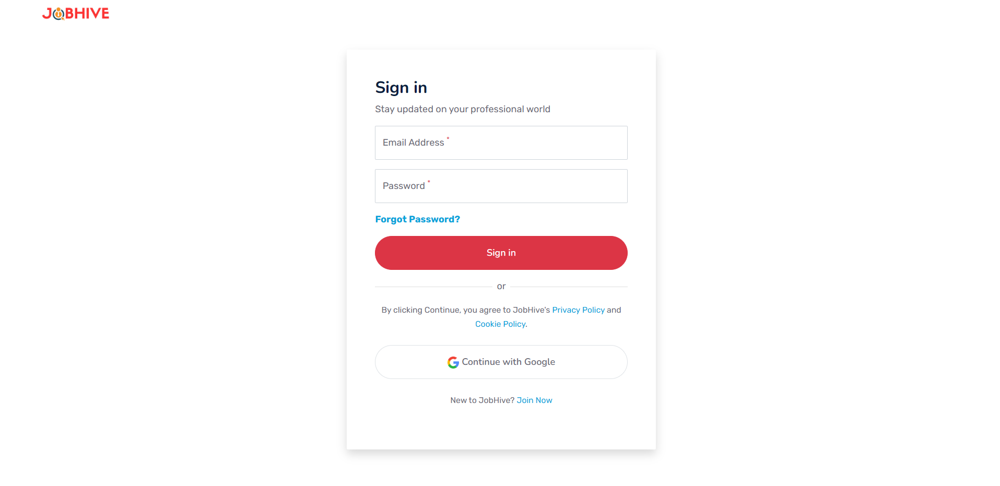 JOBHIVE
Sign in
Stay updated on your professional world
Email Address *
Password *
Forgot Password?
Sign in
or
By clicking Continue, you agree to JobHive's Privacy Policy and
Cookie Policy.
Continue with Google
New to JobHive? Join Now